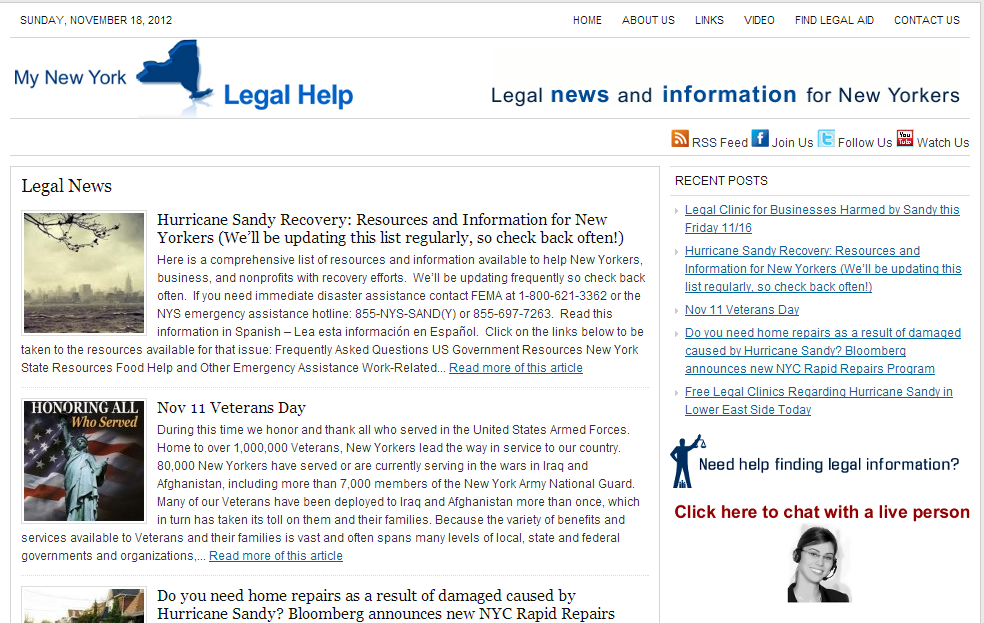 SUNDAY, NOVEMBER 18, 2012
HOME ABOUT US LINKS VIDEO FIND LEGAL AID CONTACT US
My New York Legal Help
Legal news and information for New Yorkers
RSS Feed Join Us Follow Us You Tube Watch Us
Legal News
Hurricane Sandy Recovery: Resources and Information for New
Yorkers (We'll be updating this list regularly, so check back often!)
Here is a comprehensive list of resources and information available to help New Yorkers,
business, and nonprofits with recovery efforts.  We'll be updating frequently so check back
often.  If you need immediate disaster assistance contact FEMA at 1-800-621-3362 or the
NYS emergency assistance hotline: 855-NYS-SAND(Y) or 855-697-7263.  Read this
information in Spanish – Lea esta información en Español.  Click on the links below to be
taken to the resources available for that issue: Frequently Asked Questions US Government Resources New York
State Resources Food Help and Other Emergency Assistance Work-Related... Read more of this article
HONORING ALL
Who Served
Nov 11 Veterans Day
During this time we honor and thank all who served in the United States Armed Forces.
Home to over 1,000,000 Veterans, New Yorkers lead the way in service to our country.
80,000 New Yorkers have served or are currently serving in the wars in Iraq and
Afghanistan, including more than 7,000 members of the New York Army National Guard.
Many of our Veterans have been deployed to Iraq and Afghanistan more than once, which
in turn has taken its toll on them and their families. Because the variety of benefits and
services available to Veterans and their families is vast and often spans many levels of local, state and federal
governments and organizations,... Read more of this article
Do you need home repairs as a result of damaged caused by
Hurricane Sandy? Bloomberg announces new NYC Rapid Repairs
RECENT POSTS
Legal Clinic for Businesses Harmed by Sandy this
Friday 11/16
Hurricane Sandy Recovery: Resources and
Information for New Yorkers (We'll be updating this
list regularly, so check back often!)
Nov 11 Veterans Day
Do you need home repairs as a result of damaged
caused by Hurricane Sandy? Bloomberg
announces new NYC Rapid Repairs Program
Free Legal Clinics Regarding Hurricane Sandy in
Lower East Side Today
Need help finding legal information?
Click here to chat with a live person